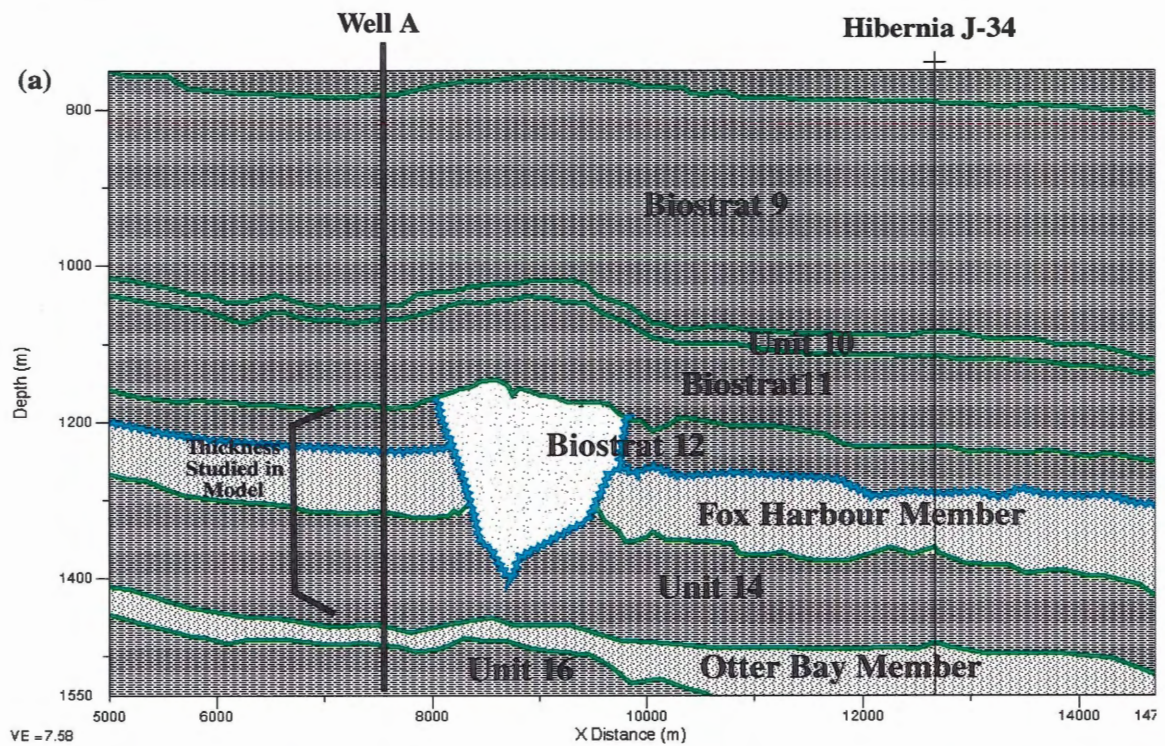 Well A
Hibernia J-34
(a)
800
Biostrat 9
1000
Unit 10
Biostrat11
Depth (m)
1200
Biostrat 12
Thickness
Studied in
Model
Fox Harbour Member
1400
Unit 14
Unit 16
Otter Bay Member
1550
5000
6000
8000
10000
12000
14000
147
VE =7.58
X Distance (m)